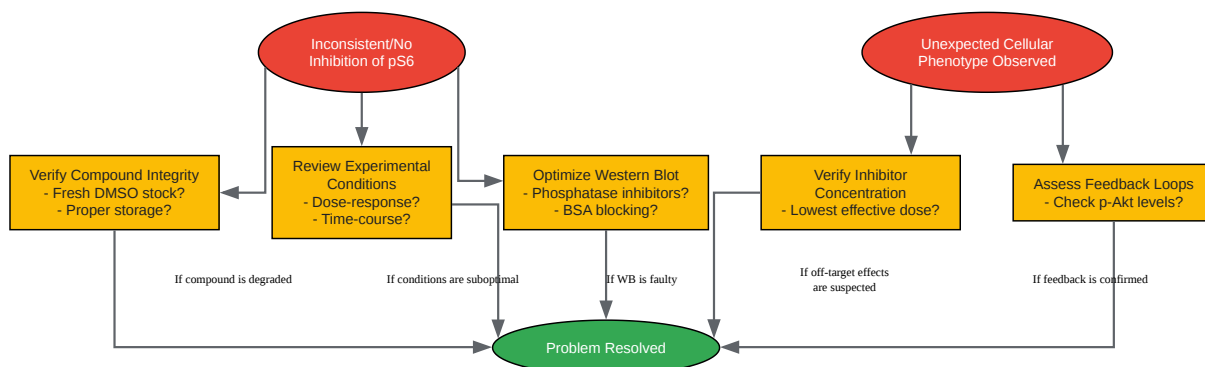 Inconsistent/No
Inhibition of pS6
Unexpected Cellular
Phenotype Observed
Verify Compound Integrity
- Fresh DMSO stock?
- Proper storage?
Review Experimental
Conditions
- Dose-response?
- Time-course?
Optimize Western Blot
- Phosphatase inhibitors?
- BSA blocking?
Verify Inhibitor
Concentration
- Lowest effective dose?
Assess Feedback Loops
- Check p-Akt levels?
If compound is degraded
If conditions are suboptimal
If WB is faulty
If off-target effects
are suspected
If feedback is confirmed
Problem Resolved